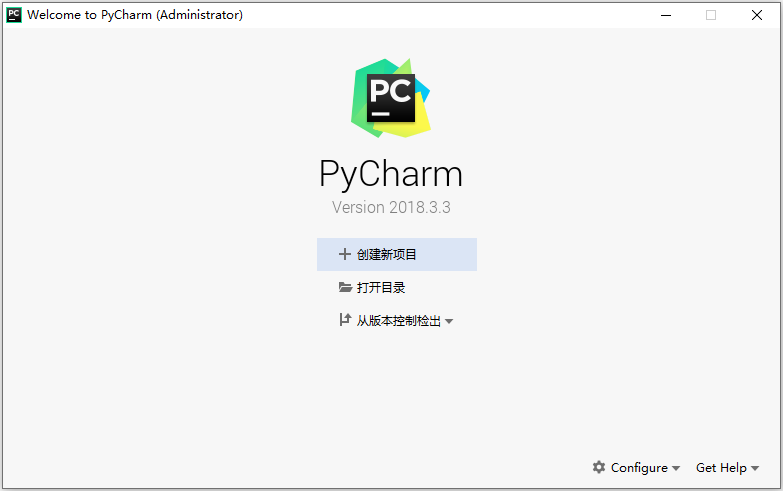 PC Welcome to PyCharm (Administrator)
PC
PyCharm
Version 2018.3.3
创建新项目
打开目录
从版本控制检出
Configure Get Help